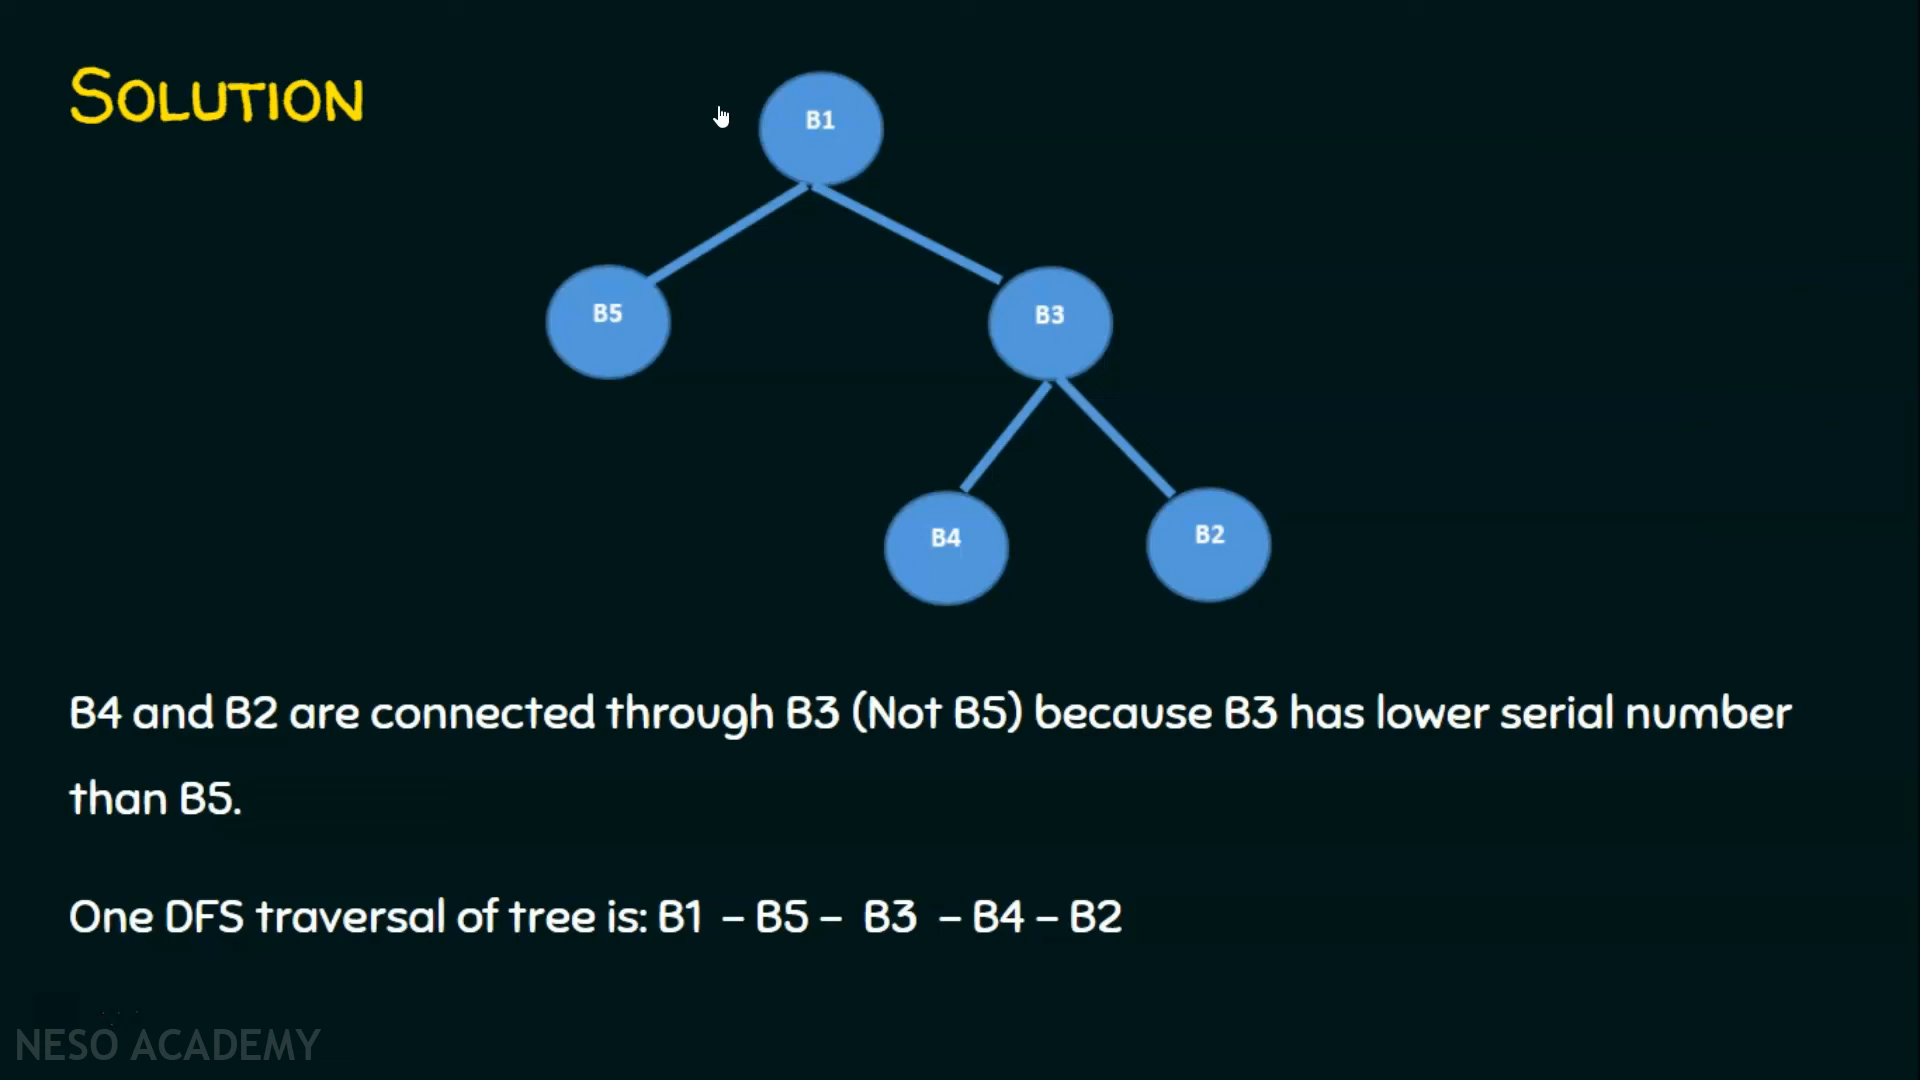 SOLUTION
B1
B5
B3
B4
B2
B4 and B2 are connected through B3 (Not B5) because B3 has lower serial number
than B5.
One DFS traversal of tree is: B1 – B5 – B3 – B4 – B2
NESO ACADEMY